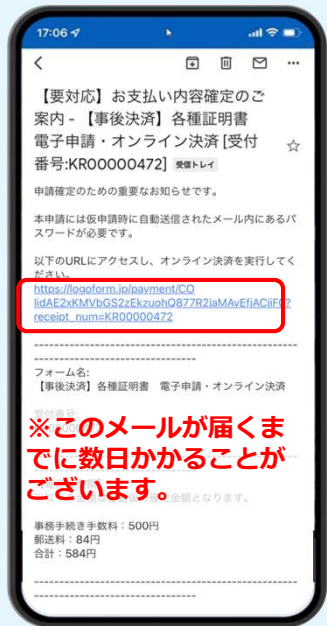 17:06
【要対応】お支払い内容確定のご
案内 - 【事後決済】各種証明書
電子申請・オンライン決済 [受付
番号:KR00000472] 受信トレイ
申請確定のための重要なお知らせです。
本申請には仮申請時に自動送信されたメール内にあるパ
スワードが必要です。
以下のURLにアクセスし、オンライン決済を実行してく
ださい。
https://logoform.jp/payment/CO
receipt_num=KR00000472
--------------------------------------------------
------------------------------
フォーム名:
【事後決済】各種証明書 電子申請・オンライン決済
受付番号:
※このメールが届くま
でに数日かかることが
ございます。
金額となります。
事務手続き手数料：500円
郵送料：84円
合計：584円
--------------------------------------------------
------------------------------